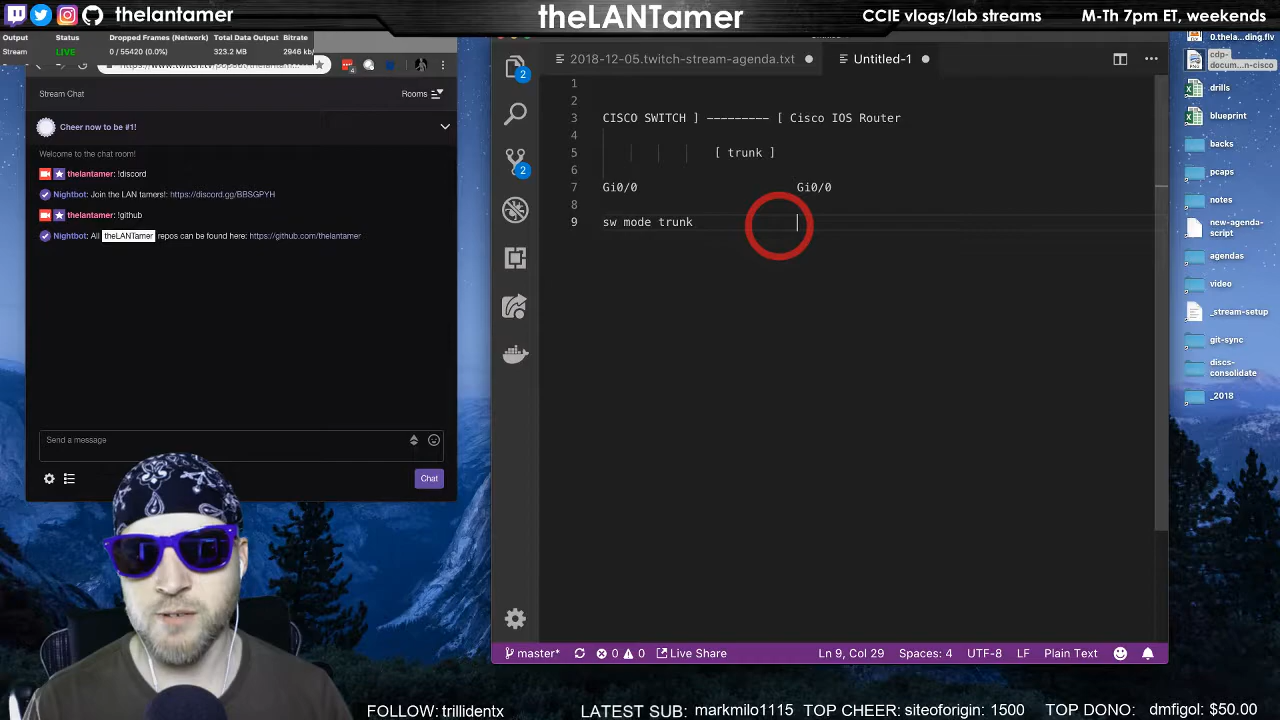 thelantamer
theLANTamer
CCIE vlogs/lab streams
M-Th 7pm ET, weekends
Output Status Dropped Frames (Network) Total Data Output Bitrate
Stream LIVE 0 / 55420 (0.0%) 323.2 MB 2946 kb/
Stream Chat
Rooms
Cheer now to be #1!
Welcome to the chat room!
thelantamer: !discord
Nightbot: Join the LAN tamers!: https://discord.gg/BBSGPYH
thelantamer: !github
Nightbot: All theLANTamer repos can be found here: https://github.com/thelantamer
Send a message
Chat
2
2
2018-12-05.twitch-stream-agenda.txt
Untitled-1
1
2
3 CISCO SWITCH ] --------- [ Cisco IOS Router
4
5 [ trunk ]
6
7 Gi0/0 Gi0/0
8
9 sw mode trunk
master*
0 0
Live Share
Ln 9, Col 29
Spaces: 4
UTF-8
LF
Plain Text
cdp-
docum...n-cisco
drills
blueprint
backs
pcaps
notes
new-agenda-
script
agendas
video
_stream-setup
git-sync
discs-
consolidate
_2018
FOLLOW: trillidentx
LATEST SUB: markmilo1115
TOP CHEER: siteoforigin: 1500
TOP DONO: dmfigol: $50.00